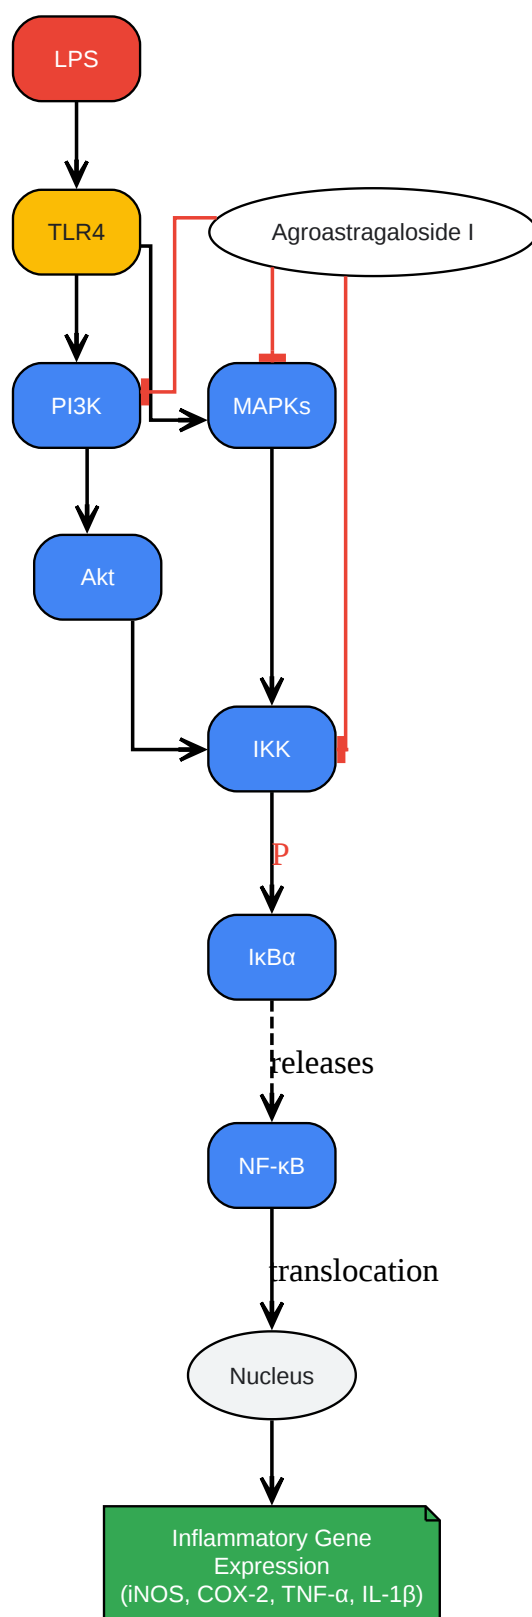 LPS
TLR4
Agroastragaloside I
PI3K
MAPKs
Akt
IKK
P
IκBα
releases
NF-κB
translocation
Nucleus
Inflammatory Gene
Expression
(iNOS, COX-2, TNF-α, IL-1β)